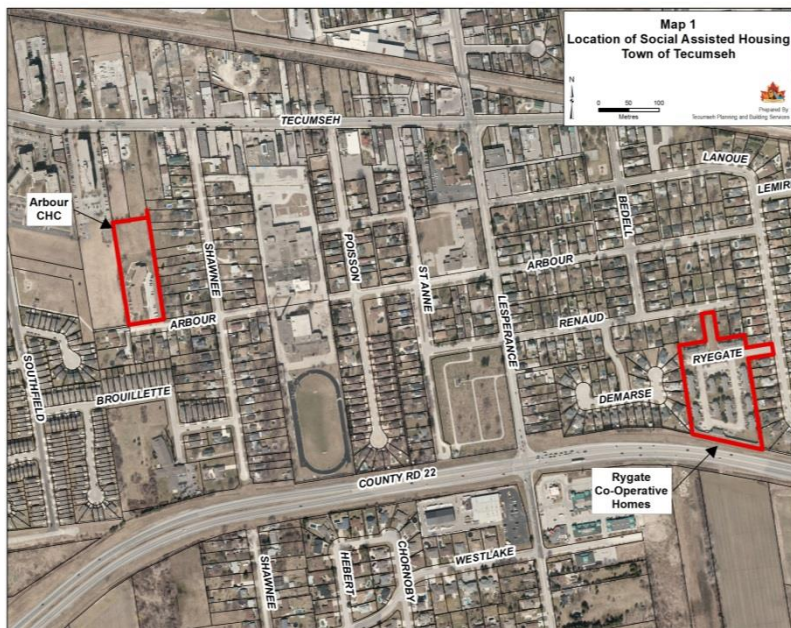 Map 1
Location of Social Assisted Housing
Town of Tecumseh
N
0 50 100
Metres
Prepared By:
Tecumseh Planning and Building Services
TECUMSEH
LANOUE
LEMIR
Arbour
CHC
SHAWNEE
POISSON
ST ANNE
BEDELL
ARBOUR
LESPERANCE
ARBOUR
RENAUD
SOUTHFIELD
RYEGATE
BROUILLETTE
DEMARSE
COUNTY RD 22
Rygate
Co-Operative
Homes
SHAWNEE
HEBERT
CHORNOBY
WESTLAKE